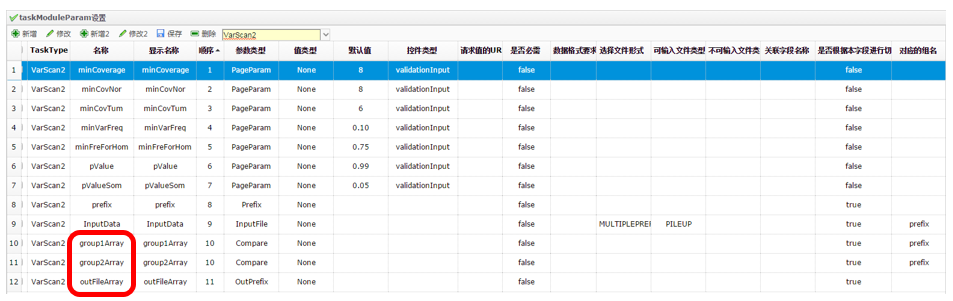 taskModuleParam设置
新增 修改 新增2 修改2 保存 删除 VarScan2
TaskType 名称 显示名称 顺序 参数类型 值类型 默认值 控件类型 请求值的UR 是否必需 数据格式要求 选择文件形式 可输入文件类型 不可输入文件类 关联字段名称 是否根据本字段进行切 对应的组名
1 VarScan2 minCoverage minCoverage 1 PageParam None 8 validationInput false false
2 VarScan2 minCovNor minCovNor 2 PageParam None 8 validationInput false false
3 VarScan2 minCovTum minCovTum 3 PageParam None 6 validationInput false false
4 VarScan2 minVarFreq minVarFreq 4 PageParam None 0.10 validationInput false false
5 VarScan2 minFreForHom minFreForHom 5 PageParam None 0.75 validationInput false false
6 VarScan2 pValue pValue 6 PageParam None 0.99 validationInput false false
7 VarScan2 pValueSom pValueSom 7 PageParam None 0.05 validationInput false false
8 VarScan2 prefix prefix 8 Prefix None false true
9 VarScan2 InputData InputData 9 InputFile None false MULTIPLEPREF PILEUP true prefix
10 VarScan2 group1Array group1Array 10 Compare None false true prefix
11 VarScan2 group2Array group2Array 10 Compare None false true prefix
12 VarScan2 outFileArray outFileArray 11 OutPrefix None false true